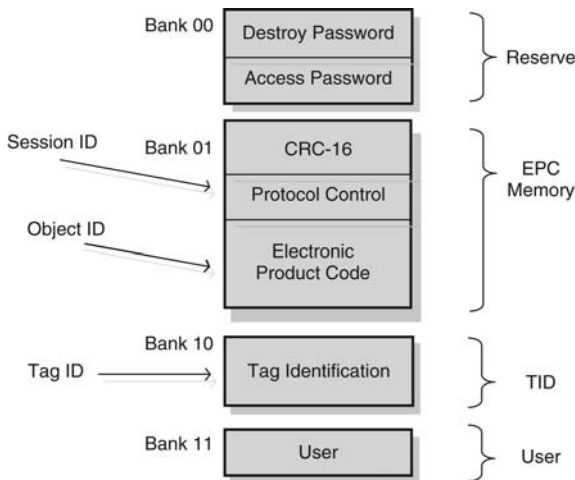 Bank 00
Destroy Password
Access Password
Reserve
Session ID
Bank 01
CRC-16
Protocol Control
EPC
Memory
Object ID
Electronic
Product Code
Bank 10
Tag ID
Tag Identification
TID
Bank 11
User
User